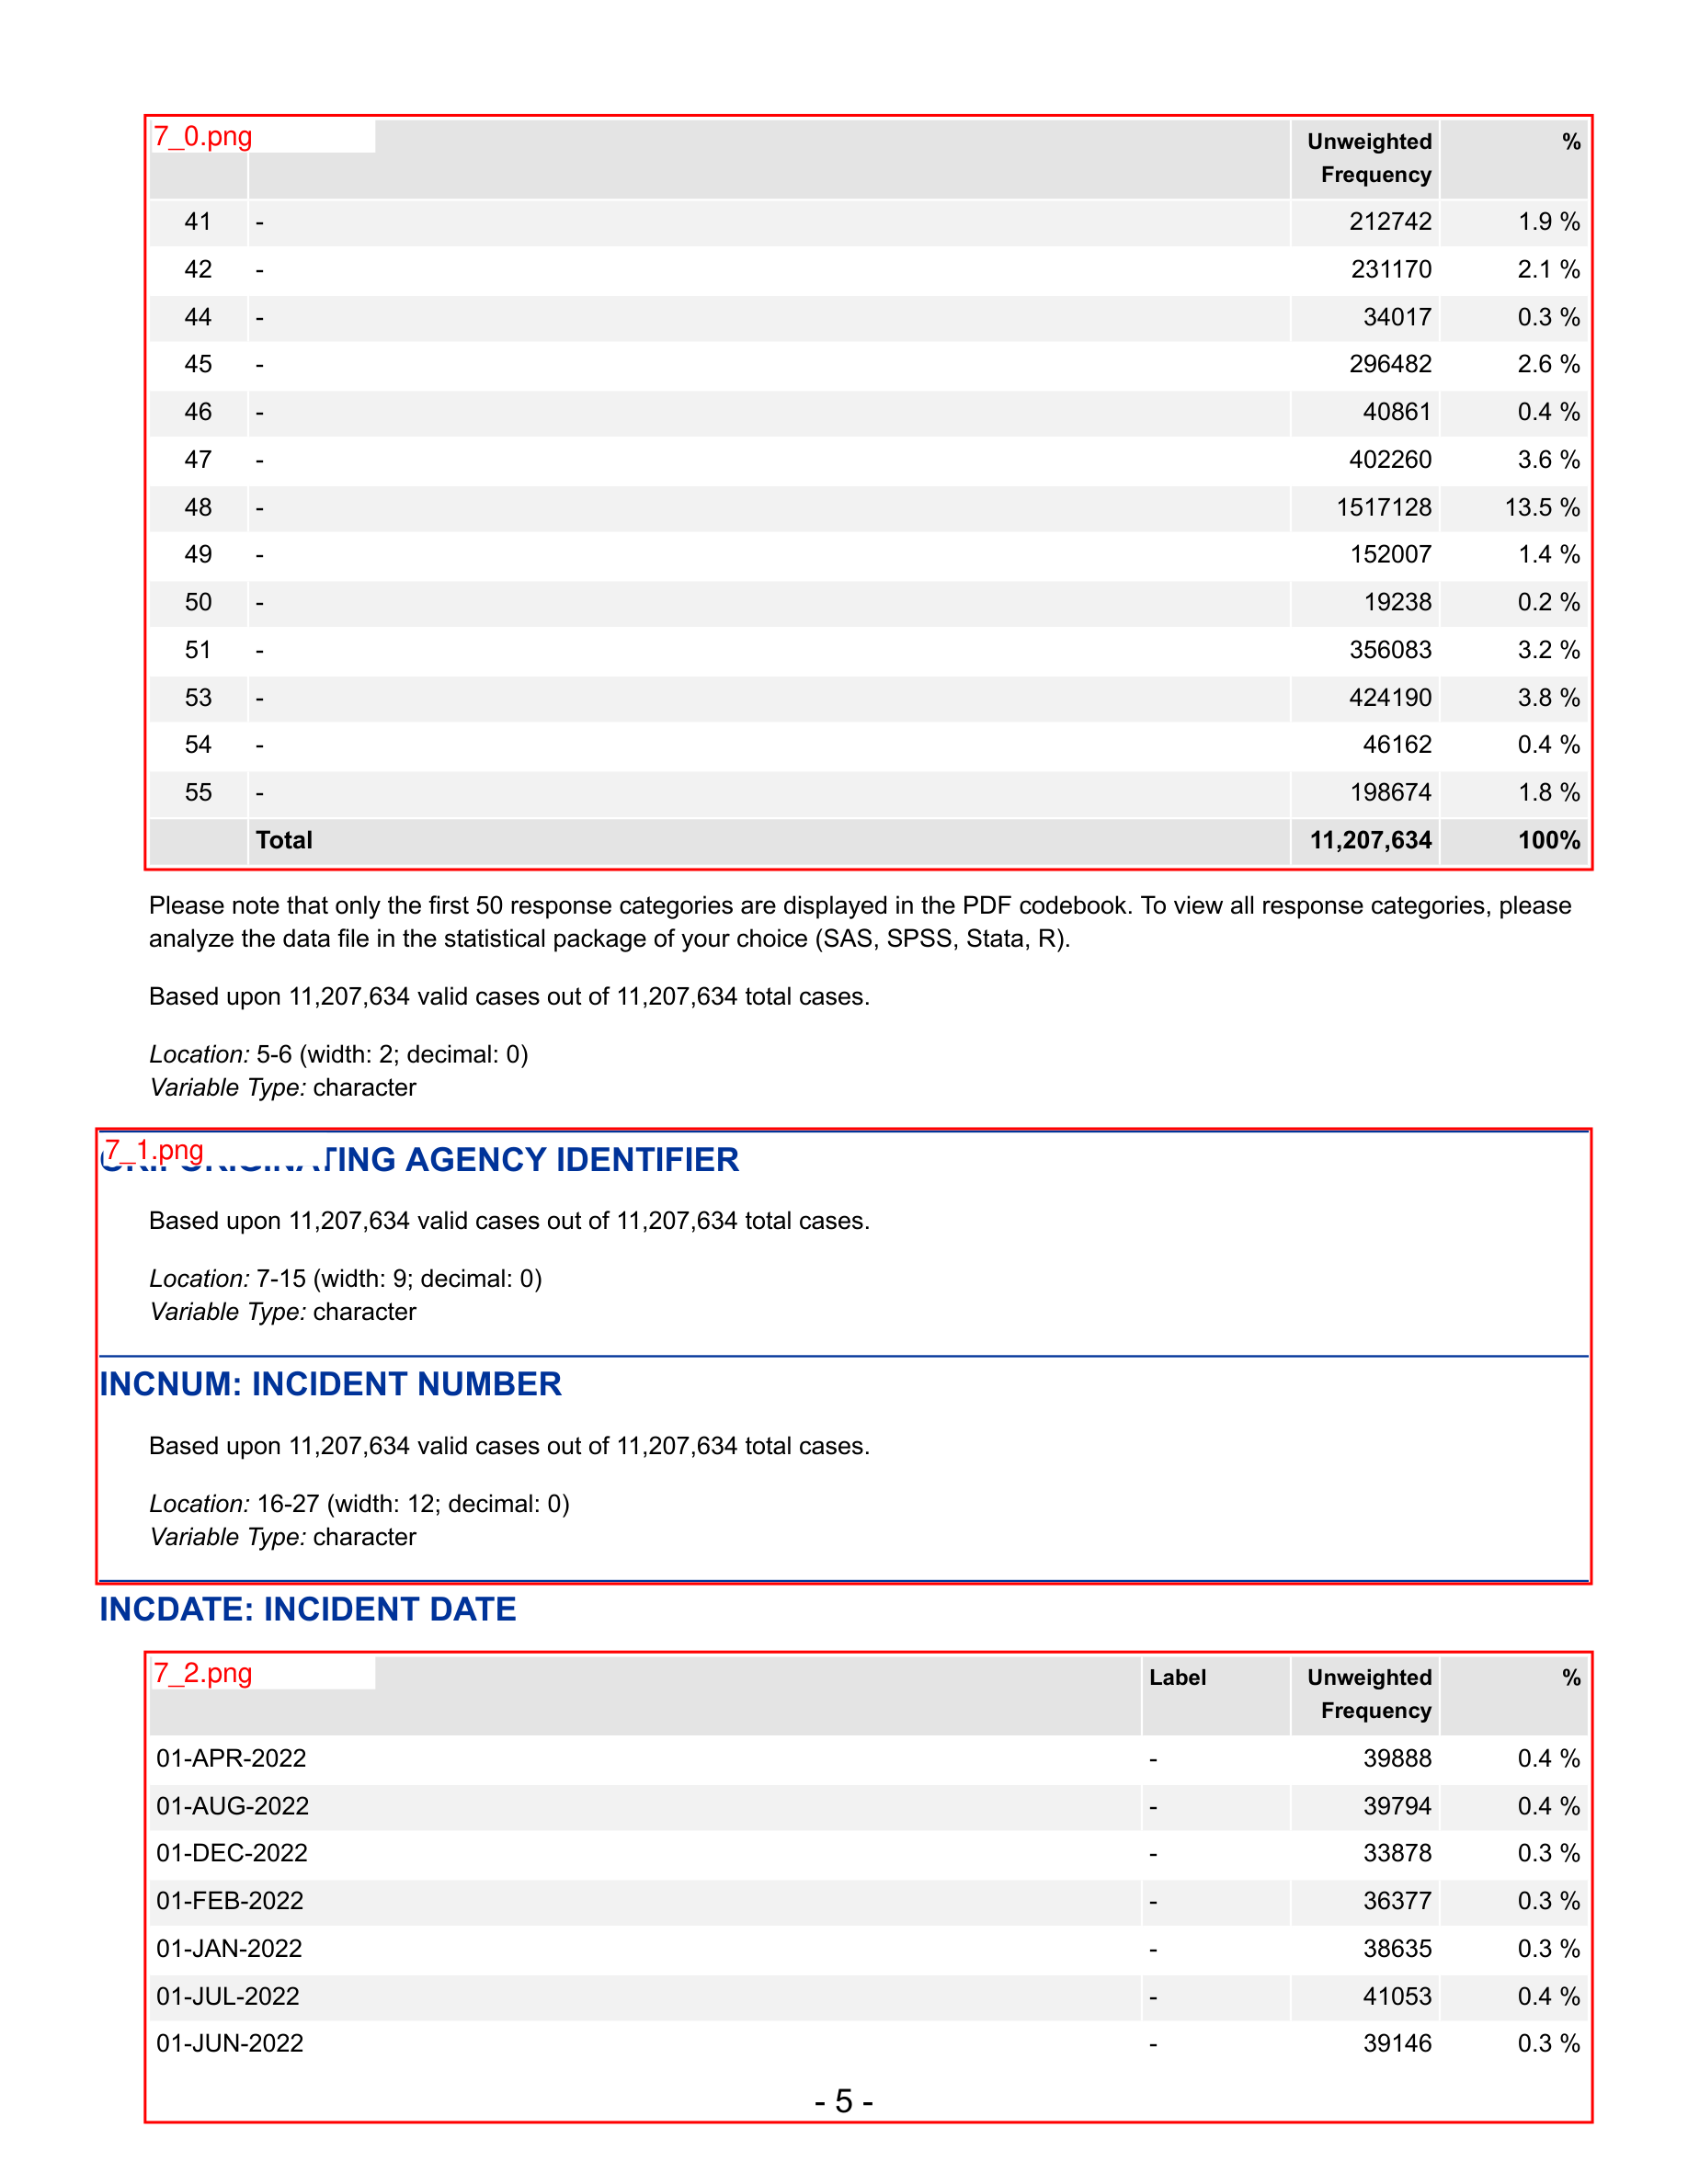 7_0.png
Unweighted Frequency %
41 - 212742 1.9 %
42 - 231170 2.1 %
44 - 34017 0.3 %
45 - 296482 2.6 %
46 - 40861 0.4 %
47 - 402260 3.6 %
48 - 1517128 13.5 %
49 - 152007 1.4 %
50 - 19238 0.2 %
51 - 356083 3.2 %
53 - 424190 3.8 %
54 - 46162 0.4 %
55 - 198674 1.8 %
Total 11,207,634 100%
Please note that only the first 50 response categories are displayed in the PDF codebook. To view all response categories, please
analyze the data file in the statistical package of your choice (SAS, SPSS, Stata, R).
Based upon 11,207,634 valid cases out of 11,207,634 total cases.
Location: 5-6 (width: 2; decimal: 0)
Variable Type: character
7_1.png
TING AGENCY IDENTIFIER
Based upon 11,207,634 valid cases out of 11,207,634 total cases.
Location: 7-15 (width: 9; decimal: 0)
Variable Type: character
INCNUM: INCIDENT NUMBER
Based upon 11,207,634 valid cases out of 11,207,634 total cases.
Location: 16-27 (width: 12; decimal: 0)
Variable Type: character
INCDATE: INCIDENT DATE
7_2.png
Label Unweighted Frequency %
01-APR-2022 - 39888 0.4 %
01-AUG-2022 - 39794 0.4 %
01-DEC-2022 - 33878 0.3 %
01-FEB-2022 - 36377 0.3 %
01-JAN-2022 - 38635 0.3 %
01-JUL-2022 - 41053 0.4 %
01-JUN-2022 - 39146 0.3 %
- 5 -